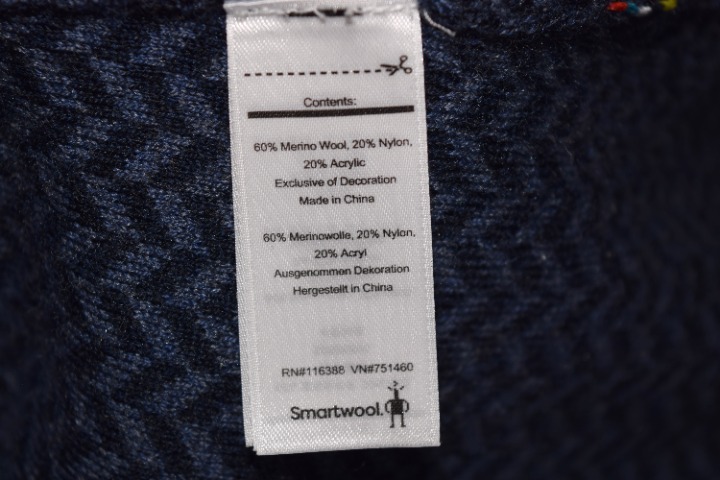 Contents:
60% Merino Wool, 20% Nylon,
20% Acrylic
Exclusive of Decoration
Made in China
60% Merinowolle, 20% Nylon,
20% Acryl
Ausgenommen Dekoration
Hergestellt in China
RN#116388 VN#751460
Smartwool.